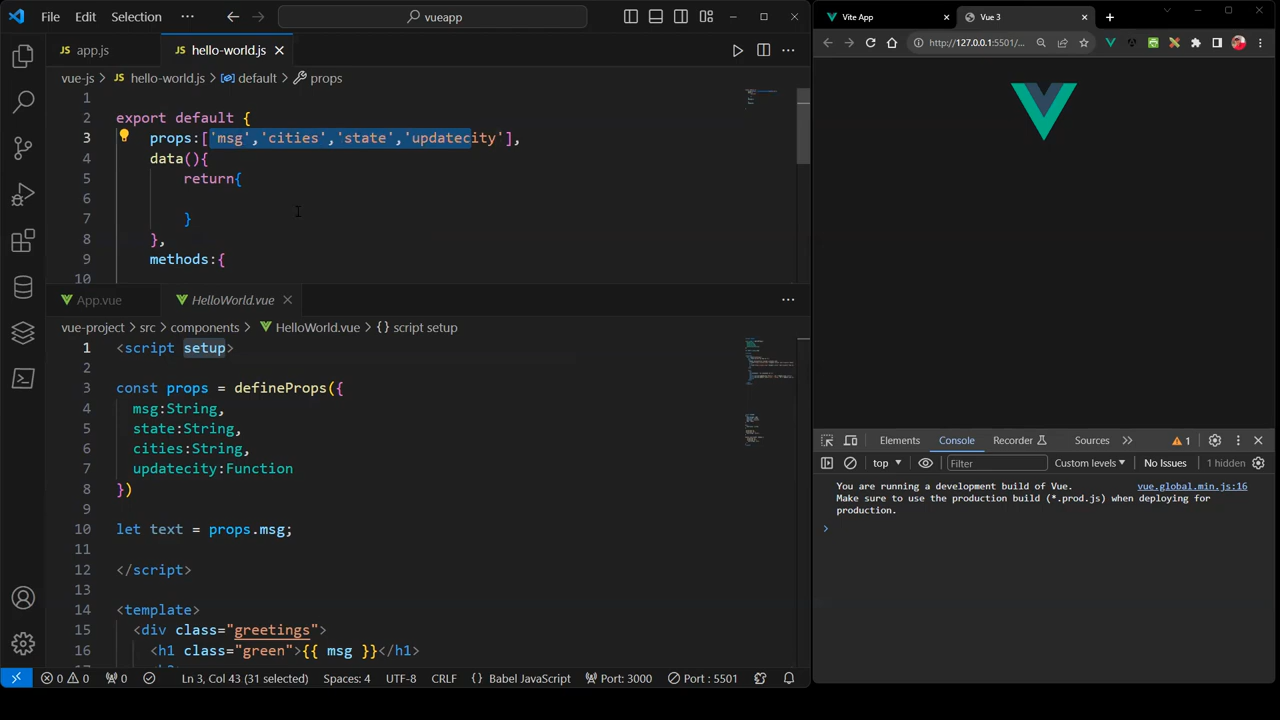 File Edit Selection ··· vueapp
app.js hello-world.js
vue-js > hello-world.js > default > props
1
2 export default {
3 props:['msg','cities','state','updatecity'],
4 data(){
5 return{
6
7 }
8 },
9 methods:{
10
App.vue HelloWorld.vue
vue-project > src > components > HelloWorld.vue > {} script setup
1 <script setup>
2
3 const props = defineProps({
4 msg:String,
5 state:String,
6 cities:String,
7 updatecity:Function
8 })
9
10 let text = props.msg;
11
12 </script>
13
14 <template>
15 <div class="greetings">
16 <h1 class="green">{{ msg }}</h1>
0 0 0 Ln 3, Col 43 (31 selected) Spaces: 4 UTF-8 CRLF {} Babel JavaScript Port: 3000 Port : 5501
Vite App Vue 3
http://127.0.0.1:5501/...
Elements Console Recorder Sources 1
top Filter Custom levels No Issues 1 hidden
You are running a development build of Vue. vue.global.min.js:16
Make sure to use the production build (*.prod.js) when deploying for
production.